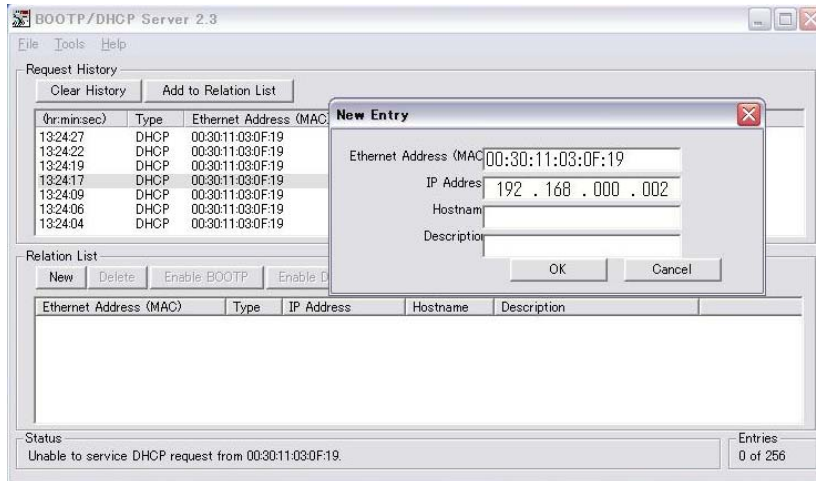 BOOTP/DHCP Server 2.3
File Tools Help
Request History
Clear History Add to Relation List
(hr:min:sec) Type Ethernet Address (MAC)
13:24:27 DHCP 00:30:11:03:0F:19
13:24:22 DHCP 00:30:11:03:0F:19
13:24:19 DHCP 00:30:11:03:0F:19
13:24:17 DHCP 00:30:11:03:0F:19
13:24:09 DHCP 00:30:11:03:0F:19
13:24:06 DHCP 00:30:11:03:0F:19
13:24:04 DHCP 00:30:11:03:0F:19
New Entry
Ethernet Address (MAC 00:30:11:03:0F:19
IP Addres 192 . 168 . 000 . 002
Hostnam
Description
OK Cancel
Relation List
New Delete Enable BOOTP Enable D
Ethernet Address (MAC) Type IP Address Hostname Description
Status
Unable to service DHCP request from 00:30:11:03:0F:19.
Entries
0 of 256